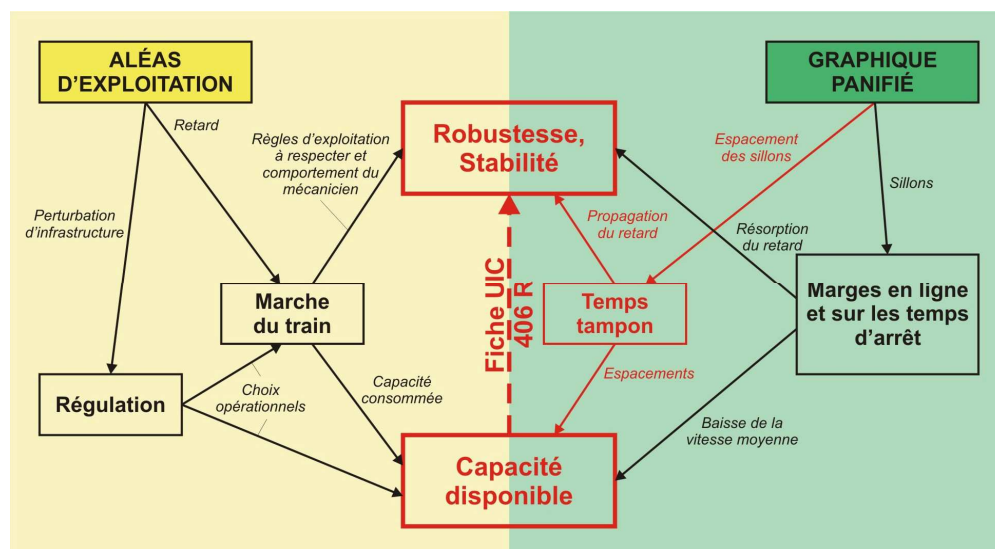 ALÉAS
D’EXPLOITATION
GRAPHIQUE
PANIFIÉ
Retard
Règles d’exploitation
à respecter et
comportement du
mécanicien
Robustesse,
Stabilité
Espacement
des sillons
Sillons
Perturbation
d’infrastructure
Propagation
du retard
Résorption
du retard
Marche
du train
Fiche UIC
406 R
Temps
tampon
Marges en ligne
et sur les temps
d’arrêt
Régulation
Choix
opérationnels
Capacité
consommée
Espacements
Baisse de la
vitesse moyenne
Capacité
disponible